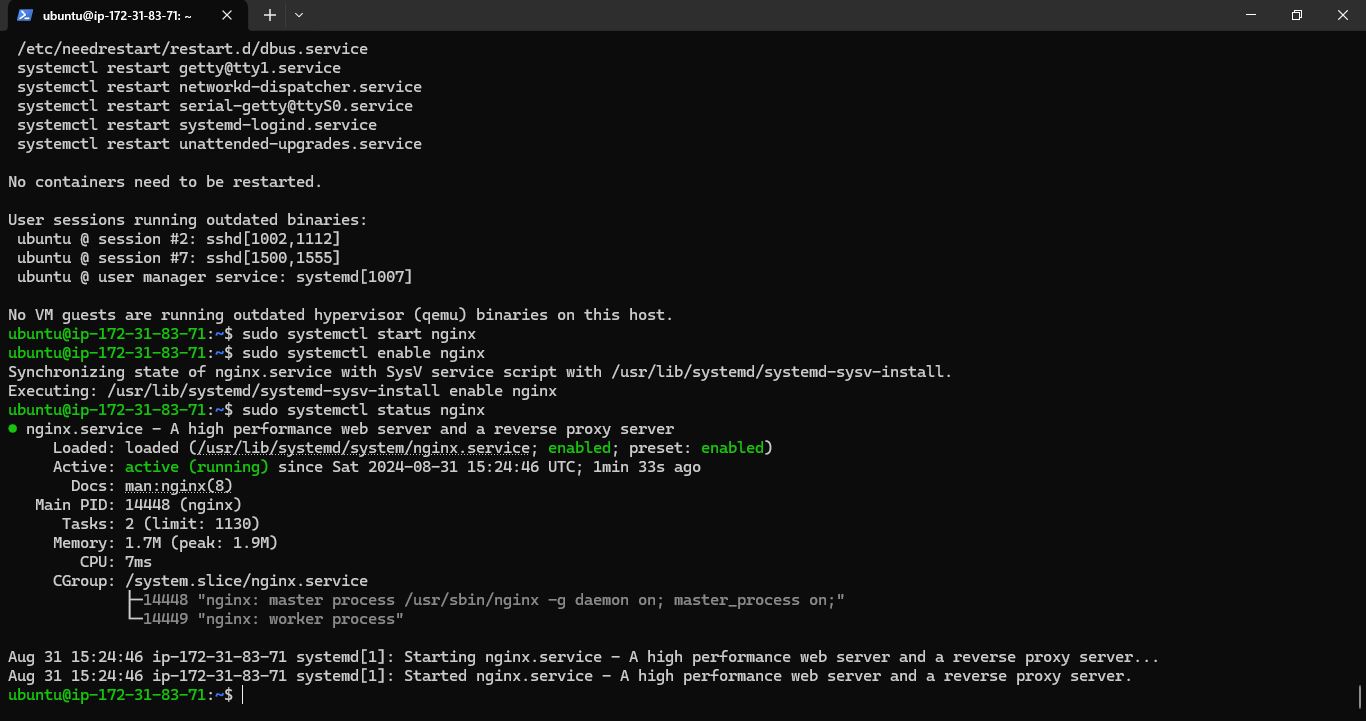 ubuntu@ip-172-31-83-71: ~
/etc/needrestart/restart.d/dbus.service
systemctl restart getty@tty1.service
systemctl restart networkd-dispatcher.service
systemctl restart serial-getty@ttyS0.service
systemctl restart systemd-logind.service
systemctl restart unattended-upgrades.service
No containers need to be restarted.
User sessions running outdated binaries:
ubuntu @ session #2: sshd[1002,1112]
ubuntu @ session #7: sshd[1500,1555]
ubuntu @ user manager service: systemd[1007]
No VM guests are running outdated hypervisor (qemu) binaries on this host.
ubuntu@ip-172-31-83-71:~$ sudo systemctl start nginx
ubuntu@ip-172-31-83-71:~$ sudo systemctl enable nginx
Synchronizing state of nginx.service with SysV service script with /usr/lib/systemd/systemd-sysv-install.
Executing: /usr/lib/systemd/systemd-sysv-install enable nginx
ubuntu@ip-172-31-83-71:~$ sudo systemctl status nginx
● nginx.service - A high performance web server and a reverse proxy server
Loaded: loaded (/usr/lib/systemd/system/nginx.service; enabled; preset: enabled)
Active: active (running) since Sat 2024-08-31 15:24:46 UTC; 1min 33s ago
Docs: man:nginx(8)
Main PID: 14448 (nginx)
Tasks: 2 (limit: 1130)
Memory: 1.7M (peak: 1.9M)
CPU: 7ms
CGroup: /system.slice/nginx.service
├─14448 "nginx: master process /usr/sbin/nginx -g daemon on; master_process on;"
└─14449 "nginx: worker process"
Aug 31 15:24:46 ip-172-31-83-71 systemd[1]: Starting nginx.service - A high performance web server and a reverse proxy server...
Aug 31 15:24:46 ip-172-31-83-71 systemd[1]: Started nginx.service - A high performance web server and a reverse proxy server.
ubuntu@ip-172-31-83-71:~$